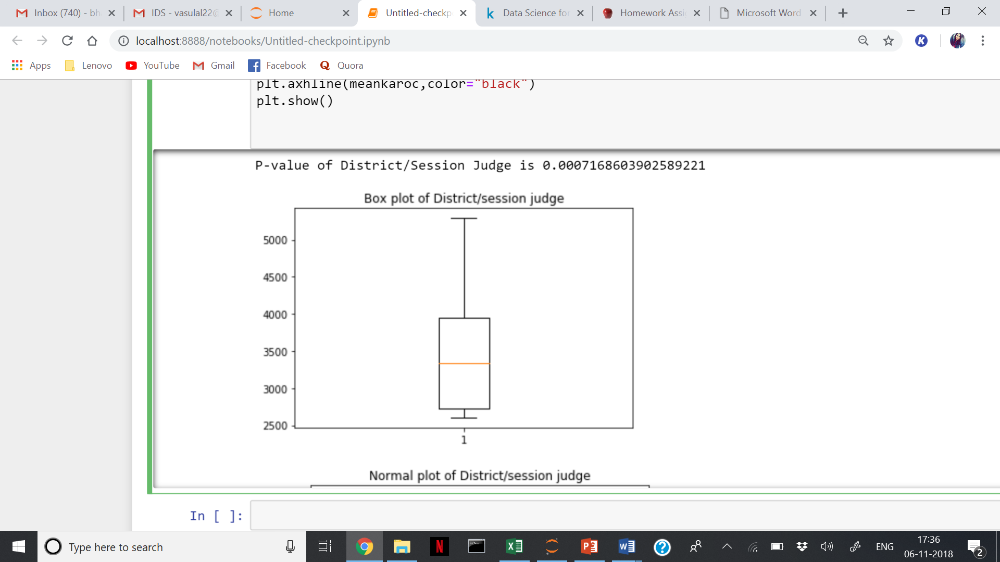 Inbox (740) - bh
IDS - vasulal22@
Home
Untitled-checkp
Data Science for
Homework Assi
Microsoft Word
localhost:8888/notebooks/Untitled-checkpoint.ipynb
Apps Lenovo YouTube Gmail Facebook Quora
plt.axhline(meankaroc,color="black")
plt.show()
P-value of District/Session Judge is 0.0007168603902589221
Box plot of District/session judge
5000
4500
4000
3500
3000
2500
1
Normal plot of District/session judge
In [ ]:
Type here to search
ENG
17:36
06-11-2018
2